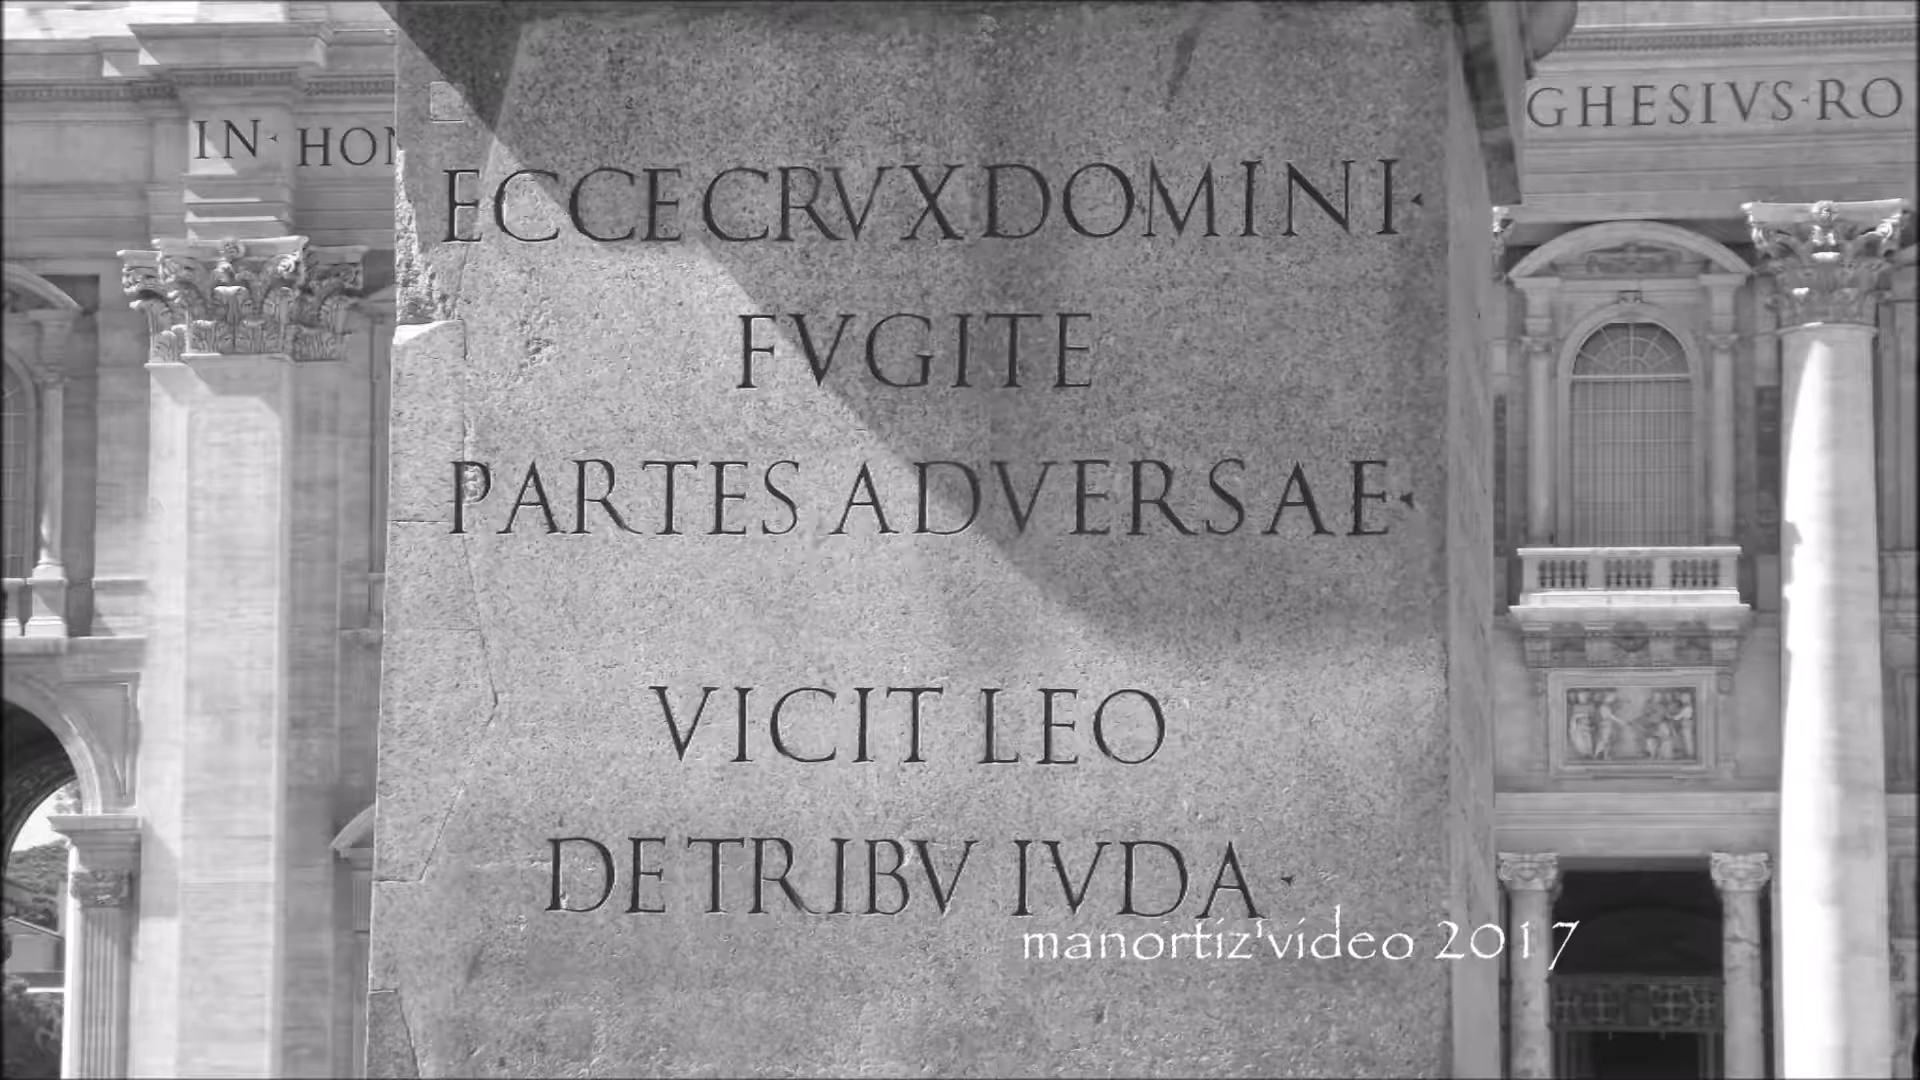 IN · HON
GHESIVS · RO
ECCE CRVX DOMINI ·
FVGITE
PARTES ADVERSAE ·
VICIT LEO
DE TRIBV IVDA ·
manortiz'video 2017